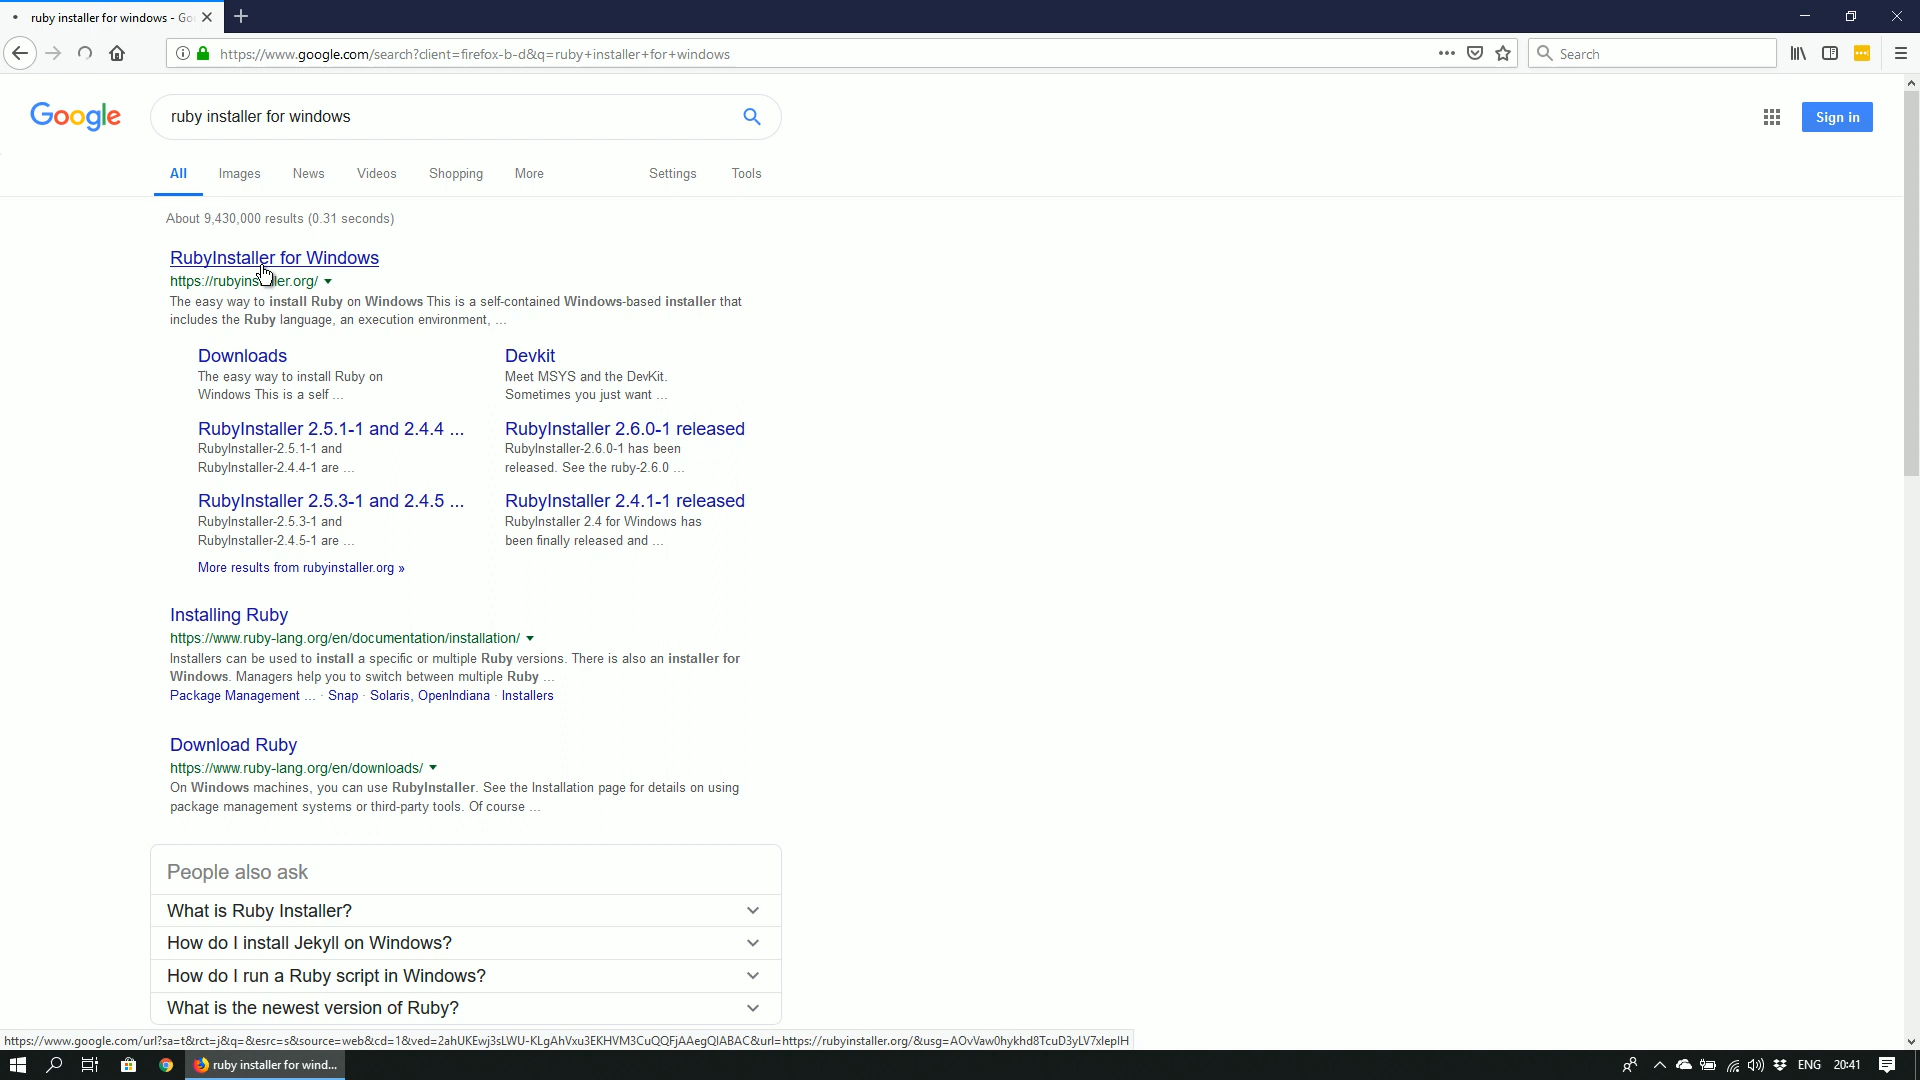 ruby installer for windows - Go
https://www.google.com/search?client=firefox-b-d&q=ruby+installer+for+windows
Search
Google
ruby installer for windows
Sign in
All Images News Videos Shopping More Settings Tools
About 9,430,000 results (0.31 seconds)
RubyInstaller for Windows
https://rubyinstaller.org/
The easy way to install Ruby on Windows This is a self-contained Windows-based installer that
includes the Ruby language, an execution environment, ...
Downloads
The easy way to install Ruby on
Windows This is a self ...
Devkit
Meet MSYS and the DevKit.
Sometimes you just want ...
RubyInstaller 2.5.1-1 and 2.4.4 ...
RubyInstaller-2.5.1-1 and
RubyInstaller-2.4.4-1 are ...
RubyInstaller 2.6.0-1 released
RubyInstaller-2.6.0-1 has been
released. See the ruby-2.6.0 ...
RubyInstaller 2.5.3-1 and 2.4.5 ...
RubyInstaller-2.5.3-1 and
RubyInstaller-2.4.5-1 are ...
RubyInstaller 2.4.1-1 released
RubyInstaller 2.4 for Windows has
been finally released and ...
More results from rubyinstaller.org »
Installing Ruby
https://www.ruby-lang.org/en/documentation/installation/
Installers can be used to install a specific or multiple Ruby versions. There is also an installer for
Windows. Managers help you to switch between multiple Ruby ...
Package Management ... · Snap · Solaris, OpenIndiana · Installers
Download Ruby
https://www.ruby-lang.org/en/downloads/
On Windows machines, you can use RubyInstaller. See the Installation page for details on using
package management systems or third-party tools. Of course ...
People also ask
What is Ruby Installer?
How do I install Jekyll on Windows?
How do I run a Ruby script in Windows?
What is the newest version of Ruby?
https://www.google.com/url?sa=t&rct=j&q=&esrc=s&source=web&cd=1&ved=2ahUKEwj3sLWU-KLgAhVxu3EKHVM3CuQQFjAAegQIABAC&url=https://rubyinstaller.org/&usg=AOvVaw0hykhd8TcuD3yLV7xlepIH
ruby installer for wind...
ENG 20:41